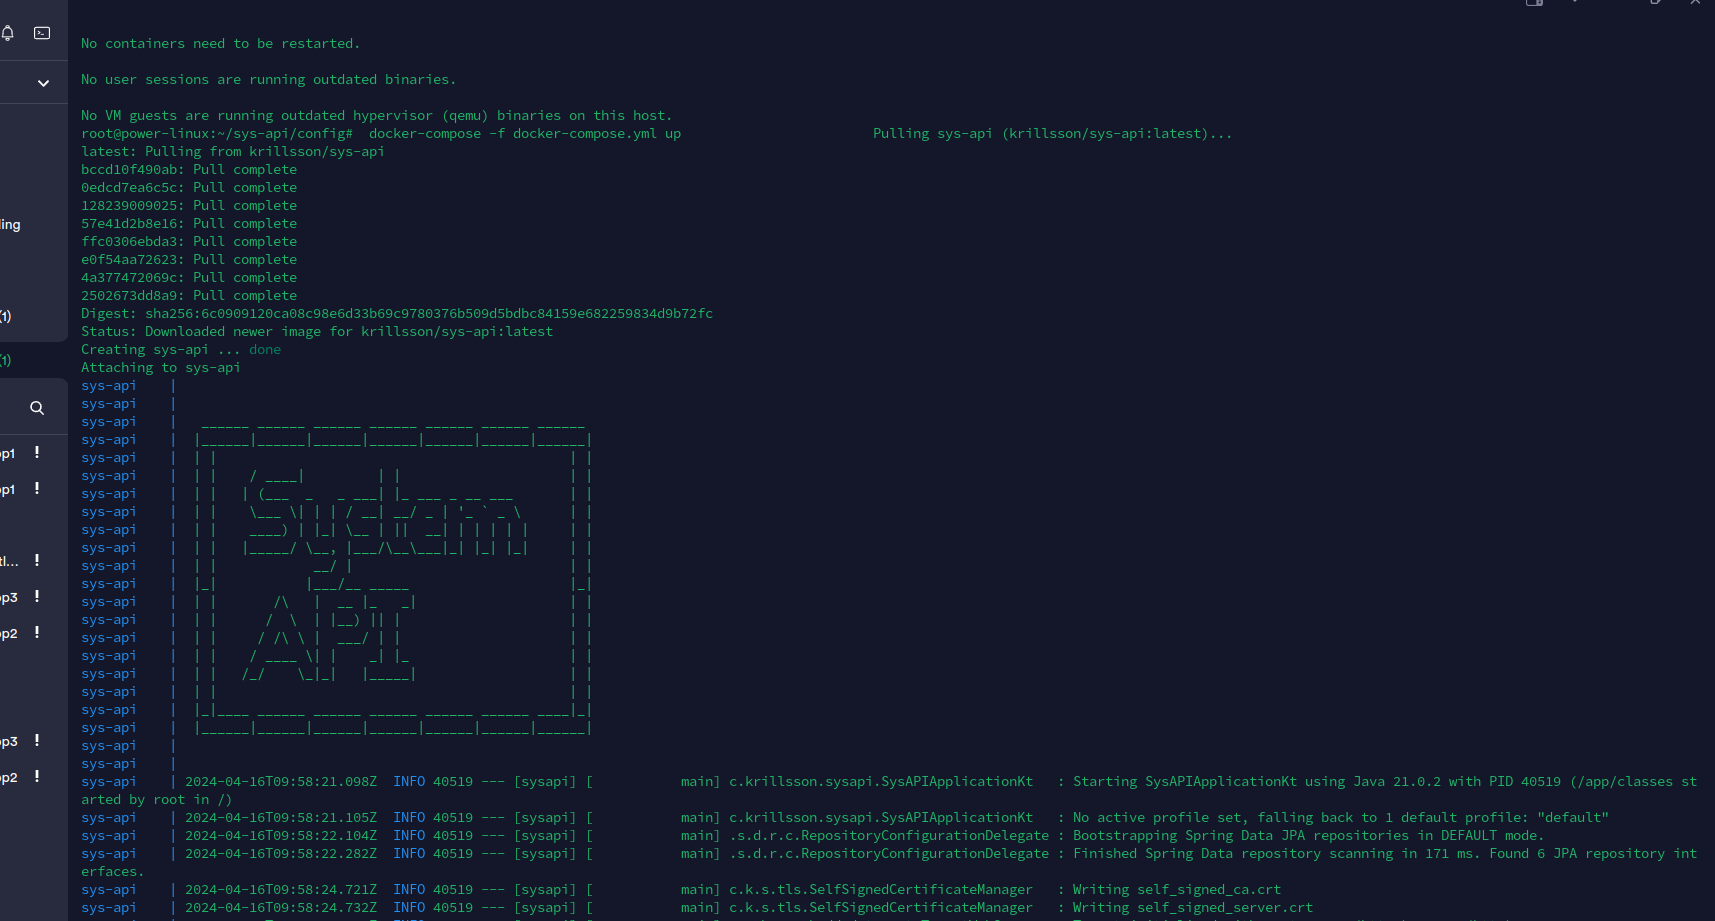 No containers need to be restarted.
No user sessions are running outdated binaries.
No VM guests are running outdated hypervisor (qemu) binaries on this host.
root@power-linux:~/sys-api/config#  docker-compose -f docker-compose.yml up                        Pulling sys-api (krillsson/sys-api:latest)...
latest: Pulling from krillsson/sys-api
bccd10f490ab: Pull complete
0edcd7ea6c5c: Pull complete
128239009025: Pull complete
57e41d2b8e16: Pull complete
ffc0306ebda3: Pull complete
e0f54aa72623: Pull complete
4a377472069c: Pull complete
2502673dd8a9: Pull complete
Digest: sha256:6c0909120ca08c98e6d33b69c9780376b509d5bdbc84159e682259834d9b72fc
Status: Downloaded newer image for krillsson/sys-api:latest
Creating sys-api ... done
Attaching to sys-api
sys-api    |
sys-api    |
sys-api    |   ______ ______ ______ ______ ______ ______ ______
sys-api    |  |______|______|______|______|______|______|______|
sys-api    |  | |                                            | |
sys-api    |  | |    / ____|         | |                     | |
sys-api    |  | |   | (___  _   _ ___| |_ ___ _ __ ___       | |
sys-api    |  | |    \___ \| | | / __| __/ _ | '_ ` _ \      | |
sys-api    |  | |    ____) | |_| \__ | ||  __| | | | | |     | |
sys-api    |  | |   |_____/ \__, |___/\__\___|_| |_| |_|     | |
sys-api    |  | |            __/ |                           | |
sys-api    |  |_|           |___/__ _____                    |_|
sys-api    |  | |       /\   |  __ |_   _|                   | |
sys-api    |  | |      /  \  | |__) || |                     | |
sys-api    |  | |     / /\ \ |  ___/ | |                     | |
sys-api    |  | |    / ____ \| |    _| |_                    | |
sys-api    |  | |   /_/    \_|_|   |_____|                   | |
sys-api    |  | |                                            | |
sys-api    |  |_|____ ______ ______ ______ ______ ______ ____|_|
sys-api    |  |______|______|______|______|______|______|______|
sys-api    |
sys-api    |
sys-api    | 2024-04-16T09:58:21.098Z  INFO 40519 --- [sysapi] [           main] c.krillsson.sysapi.SysAPIApplicationKt   : Starting SysAPIApplicationKt using Java 21.0.2 with PID 40519 (/app/classes st
arted by root in /)
sys-api    | 2024-04-16T09:58:21.105Z  INFO 40519 --- [sysapi] [           main] c.krillsson.sysapi.SysAPIApplicationKt   : No active profile set, falling back to 1 default profile: "default"
sys-api    | 2024-04-16T09:58:22.104Z  INFO 40519 --- [sysapi] [           main] .s.d.r.c.RepositoryConfigurationDelegate : Bootstrapping Spring Data JPA repositories in DEFAULT mode.
sys-api    | 2024-04-16T09:58:22.282Z  INFO 40519 --- [sysapi] [           main] .s.d.r.c.RepositoryConfigurationDelegate : Finished Spring Data repository scanning in 171 ms. Found 6 JPA repository int
erfaces.
sys-api    | 2024-04-16T09:58:24.721Z  INFO 40519 --- [sysapi] [           main] c.k.s.tls.SelfSignedCertificateManager   : Writing self_signed_ca.crt
sys-api    | 2024-04-16T09:58:24.732Z  INFO 40519 --- [sysapi] [           main] c.k.s.tls.SelfSignedCertificateManager   : Writing self_signed_server.crt
ling
(1)
(1)
pp1 !
pp1 !
tl... !
pp3 !
pp2 !
pp3 !
pp2 !